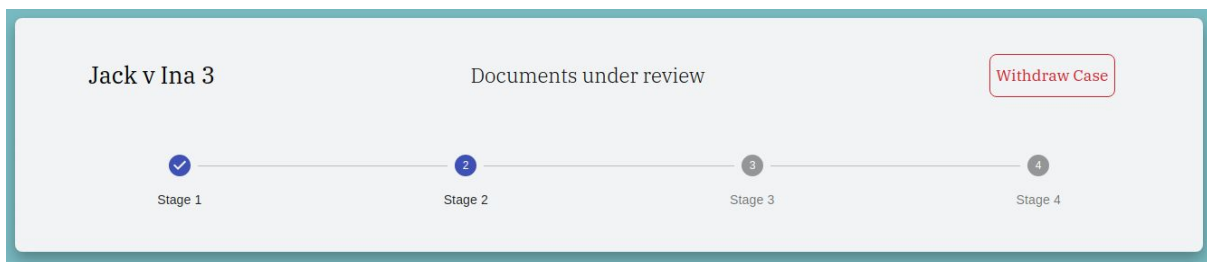 Jack v Ina 3
Documents under review
Withdraw Case
2
3
4
Stage 1
Stage 2
Stage 3
Stage 4